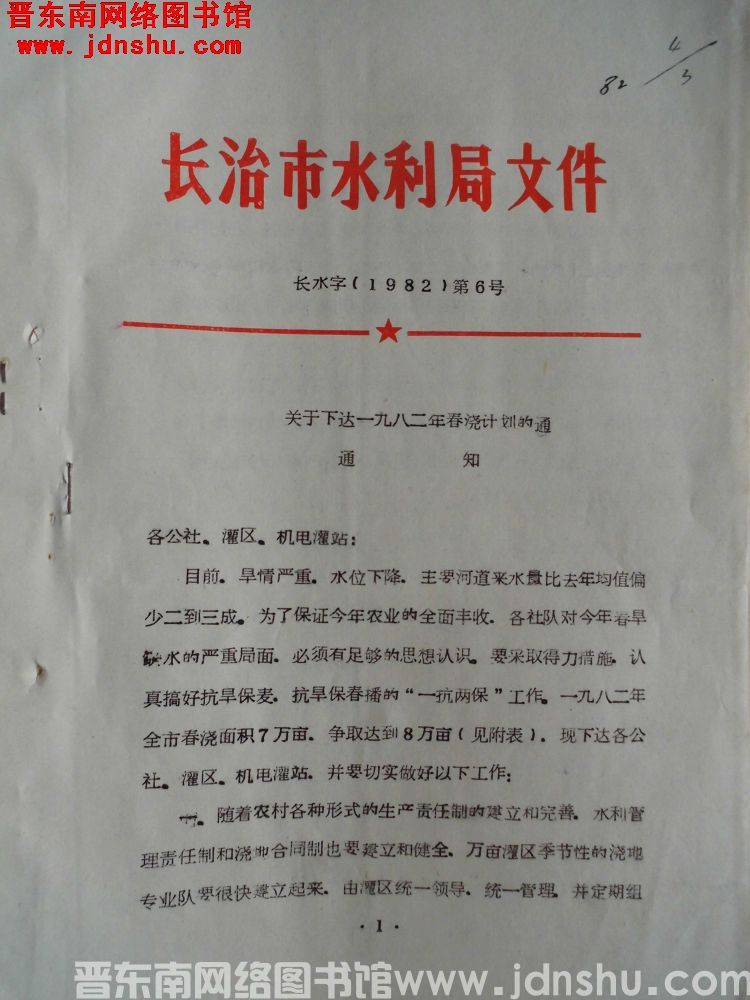 晋东南网络图书馆
www.jdnshu.com
82 4/3
长治市水利局文件
长水字(1982)第6号
关于下达一九八二年春浇计划的通
通 知
各公社、灌区、机电灌站：
目前，旱情严重，水位下降，主要河道来水量比去年均值偏
少二到三成。为了保证今年农业的全面丰收，各社队对今年春旱
缺水的严重局面，必须有足够的思想认识。要采取得力措施，认
真搞好抗旱保麦，抗旱保春播的“一抗两保”工作。一九八二年
全市春浇面积7万亩，争取达到8万亩(见附表)，现下达各公
社、灌区、机电灌站，并要切实做好以下工作：
一、随着农村各种形式的生产责任制的建立和完善，水利管
理责任制和浇地合同制也要建立和健全，万亩灌区季节性的浇地
专业队要很快建立起来，由灌区统一领导，统一管理，并定期组
·1·
晋东南网络图书馆www.jdnshu.com